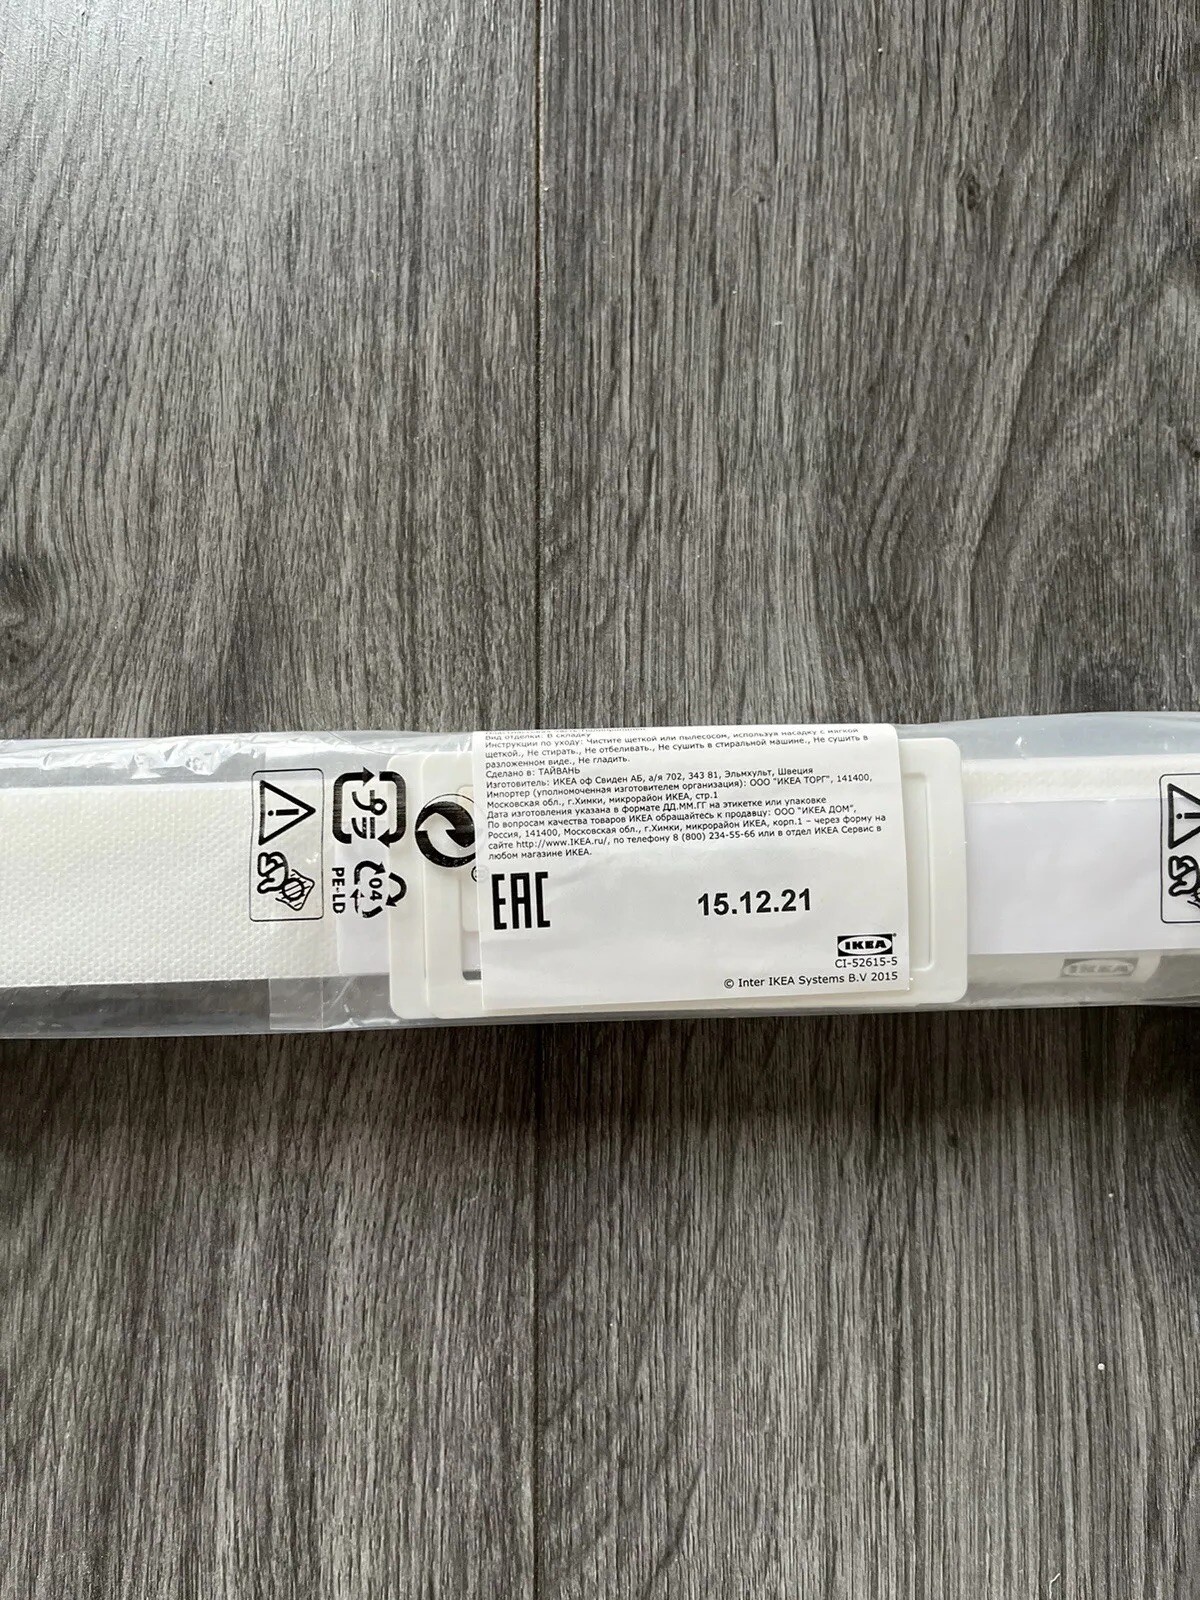 Вид отделки: В складку
Инструкции по уходу: Чистите щеткой или пылесосом, используя насадку с мягкой
щеткой., Не стирать., Не отбеливать., Не сушить в стиральной машине., Не сушить в
разложенном виде., Не гладить.
Сделано в: ТАЙВАНЬ
Изготовитель: ИКЕА оф Свиден АБ, а/я 702, 343 81, Эльмхульт, Швеция
Импортер (уполномоченная изготовителем организация): ООО "ИКЕА ТОРГ", 141400,
Московская обл., г.Химки, микрорайон ИКЕА, стр.1
Дата изготовления указана в формате ДД.ММ.ГГ на этикетке или упаковке
По вопросам качества товаров ИКЕА обращайтесь к продавцу: ООО "ИКЕА ДОМ",
Россия, 141400, Московская обл., г.Химки, микрорайон ИКЕА, корп.1 – через форму на
сайте http://www.IKEA.ru/, по телефону 8 (800) 234-55-66 или в отдел ИКЕА Сервис в
любом магазине ИКЕА.
EAC
15.12.21
IKEA
CI-52615-5
© Inter IKEA Systems B.V 2015
プラ
PE-LD
04
IKEA